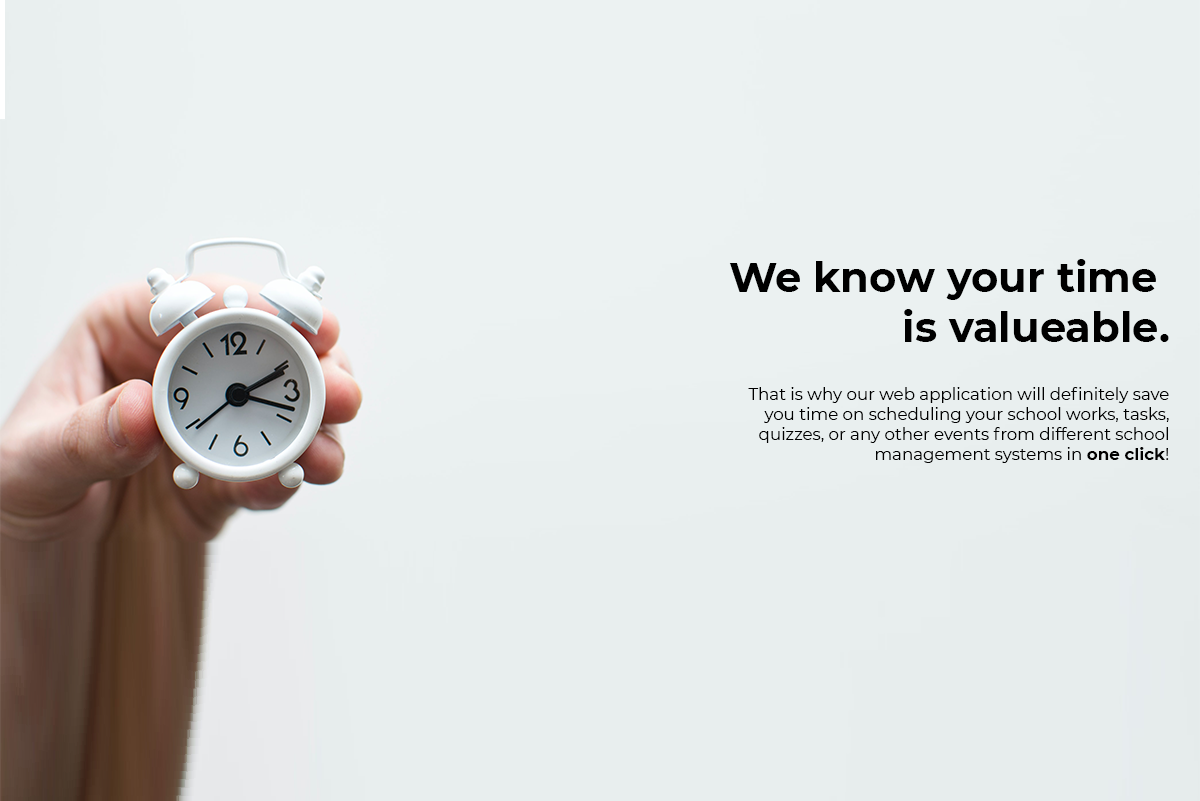 We know your time
is valueable.
That is why our web application will definitely save
you time on scheduling your school works, tasks,
quizzes, or any other events from different school
management systems in one click!
12
3
9
6